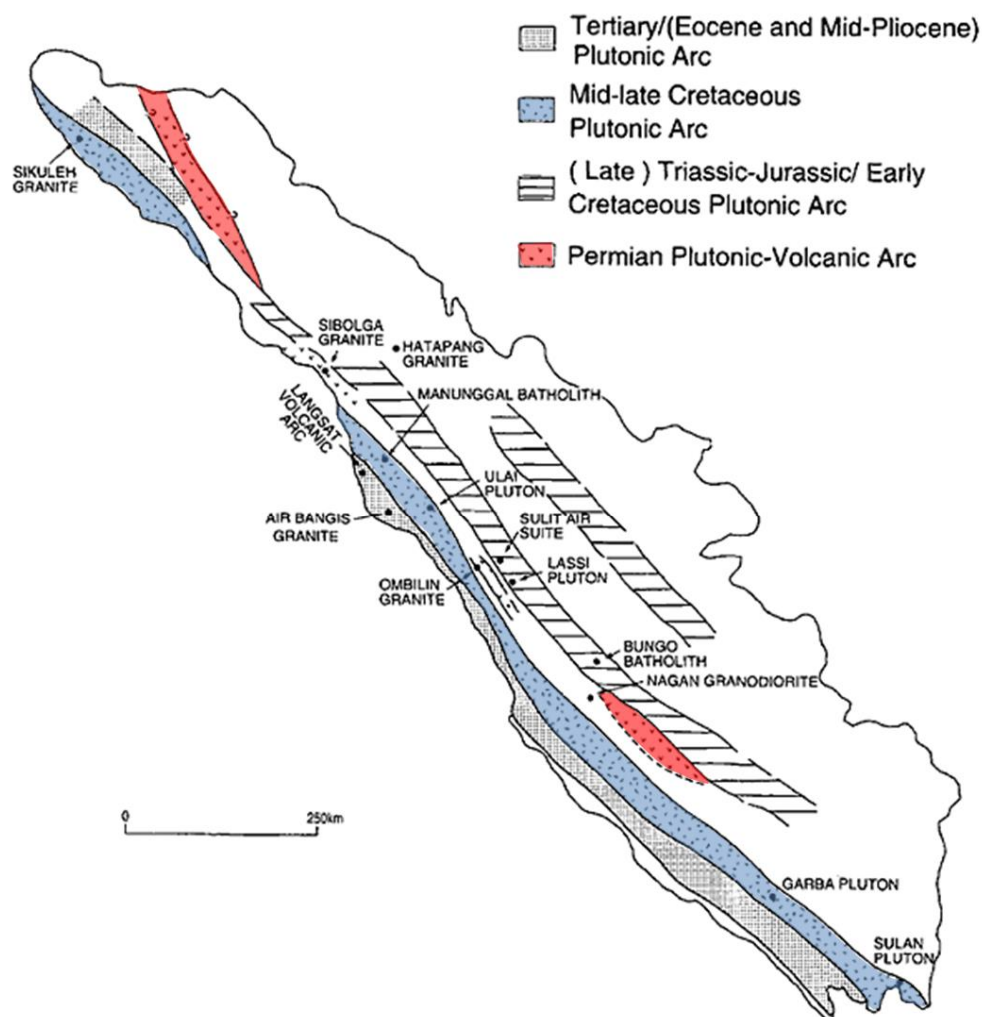 Tertiary/(Eocene and Mid-Pliocene)
Plutonic Arc
Mid-late Cretaceous
Plutonic Arc
( Late ) Triassic-Jurassic/ Early
Cretaceous Plutonic Arc
Permian Plutonic-Volcanic Arc
SIKULEH
GRANITE
SIBOLGA
GRANITE
HATAPANG
GRANITE
MANUNGGAL BATHOLITH
LANGSAT
VOLCANIC
ARC
ULAI
PLUTON
AIR BANGIS
GRANITE
SULIT AIR
SUITE
LASSI
PLUTON
OMBILIN
GRANITE
BUNGO
BATHOLITH
NAGAN GRANODIORITE
0 250km
GARBA PLUTON
SULAN
PLUTON